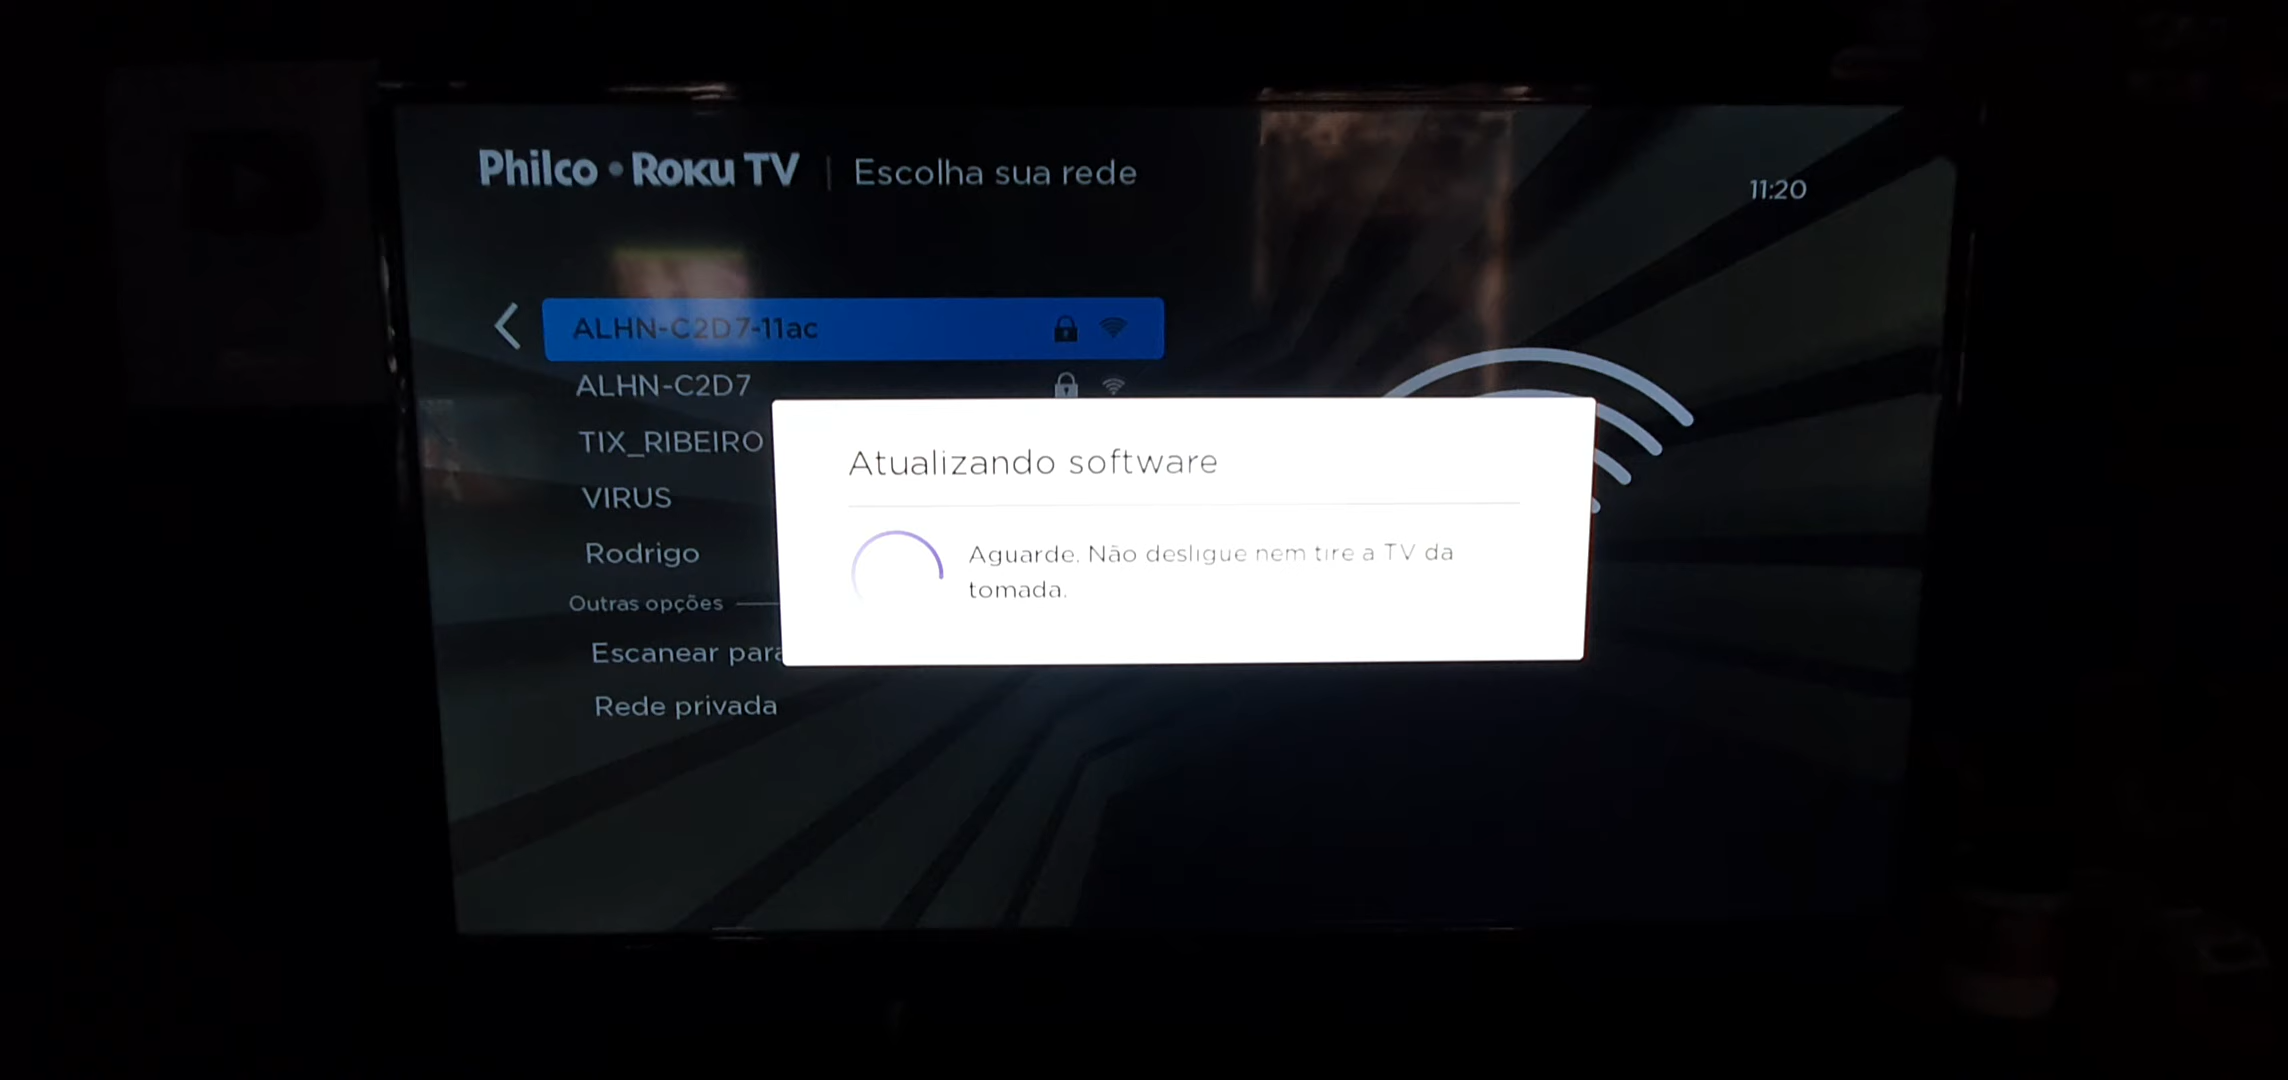 Philco • Roku TV | Escolha sua rede
11:20
ALHN-C2D7-11ac
ALHN-C2D7
TIX_RIBEIRO
VIRUS
Rodrigo
Outras opções
Escanear para
Rede privada
Atualizando software
Aguarde. Não desligue nem tire a TV da
tomada.